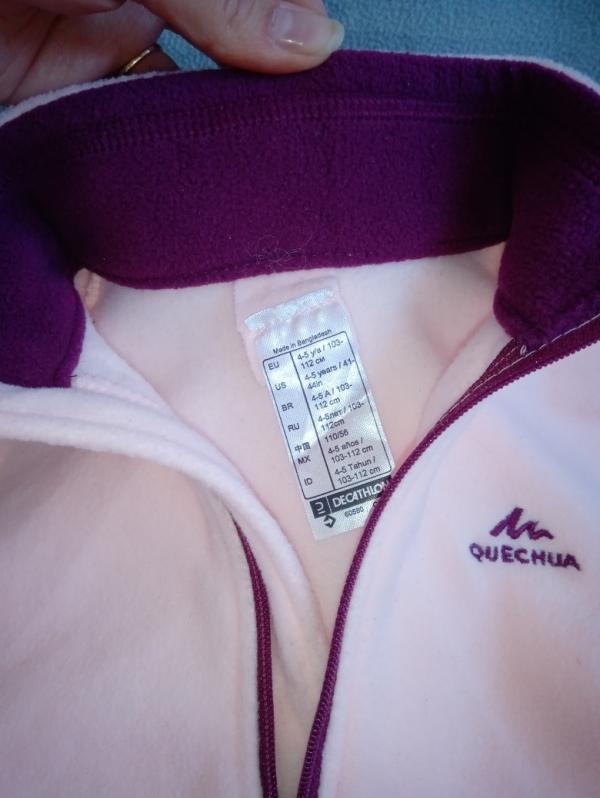 Made in Bangladesh
EU 4-5 y/a / 103-
112 cм
US 4-5 years / 41-
44in
BR 4-5 A / 103-
112 cm
RU 4-5лет / 103-
112cm
中国 110/56
MX 4-5 años /
103-112 cm
ID 4-5 Tahun /
103-112 cm
DECATHLON
QUECHUA